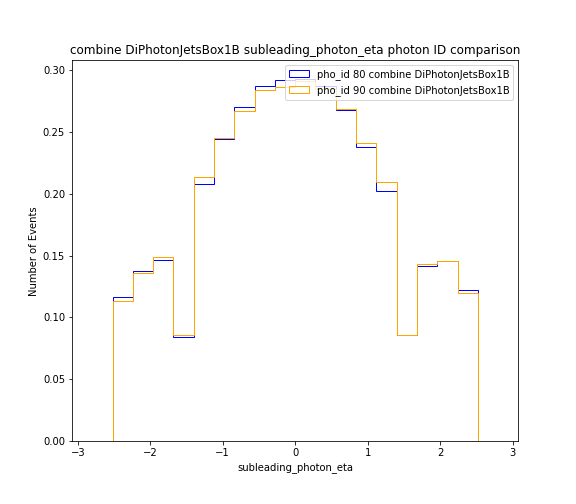 combine DiPhotonJetsBox1B subleading_photon_eta photon ID comparison
pho_id 80 combine DiPhotonJetsBox1B
pho_id 90 combine DiPhotonJetsBox1B
0.30
0.25
0.20
0.15
0.10
0.05
0.00
Number of Events
−3
−2
−1
0
1
2
3
subleading_photon_eta